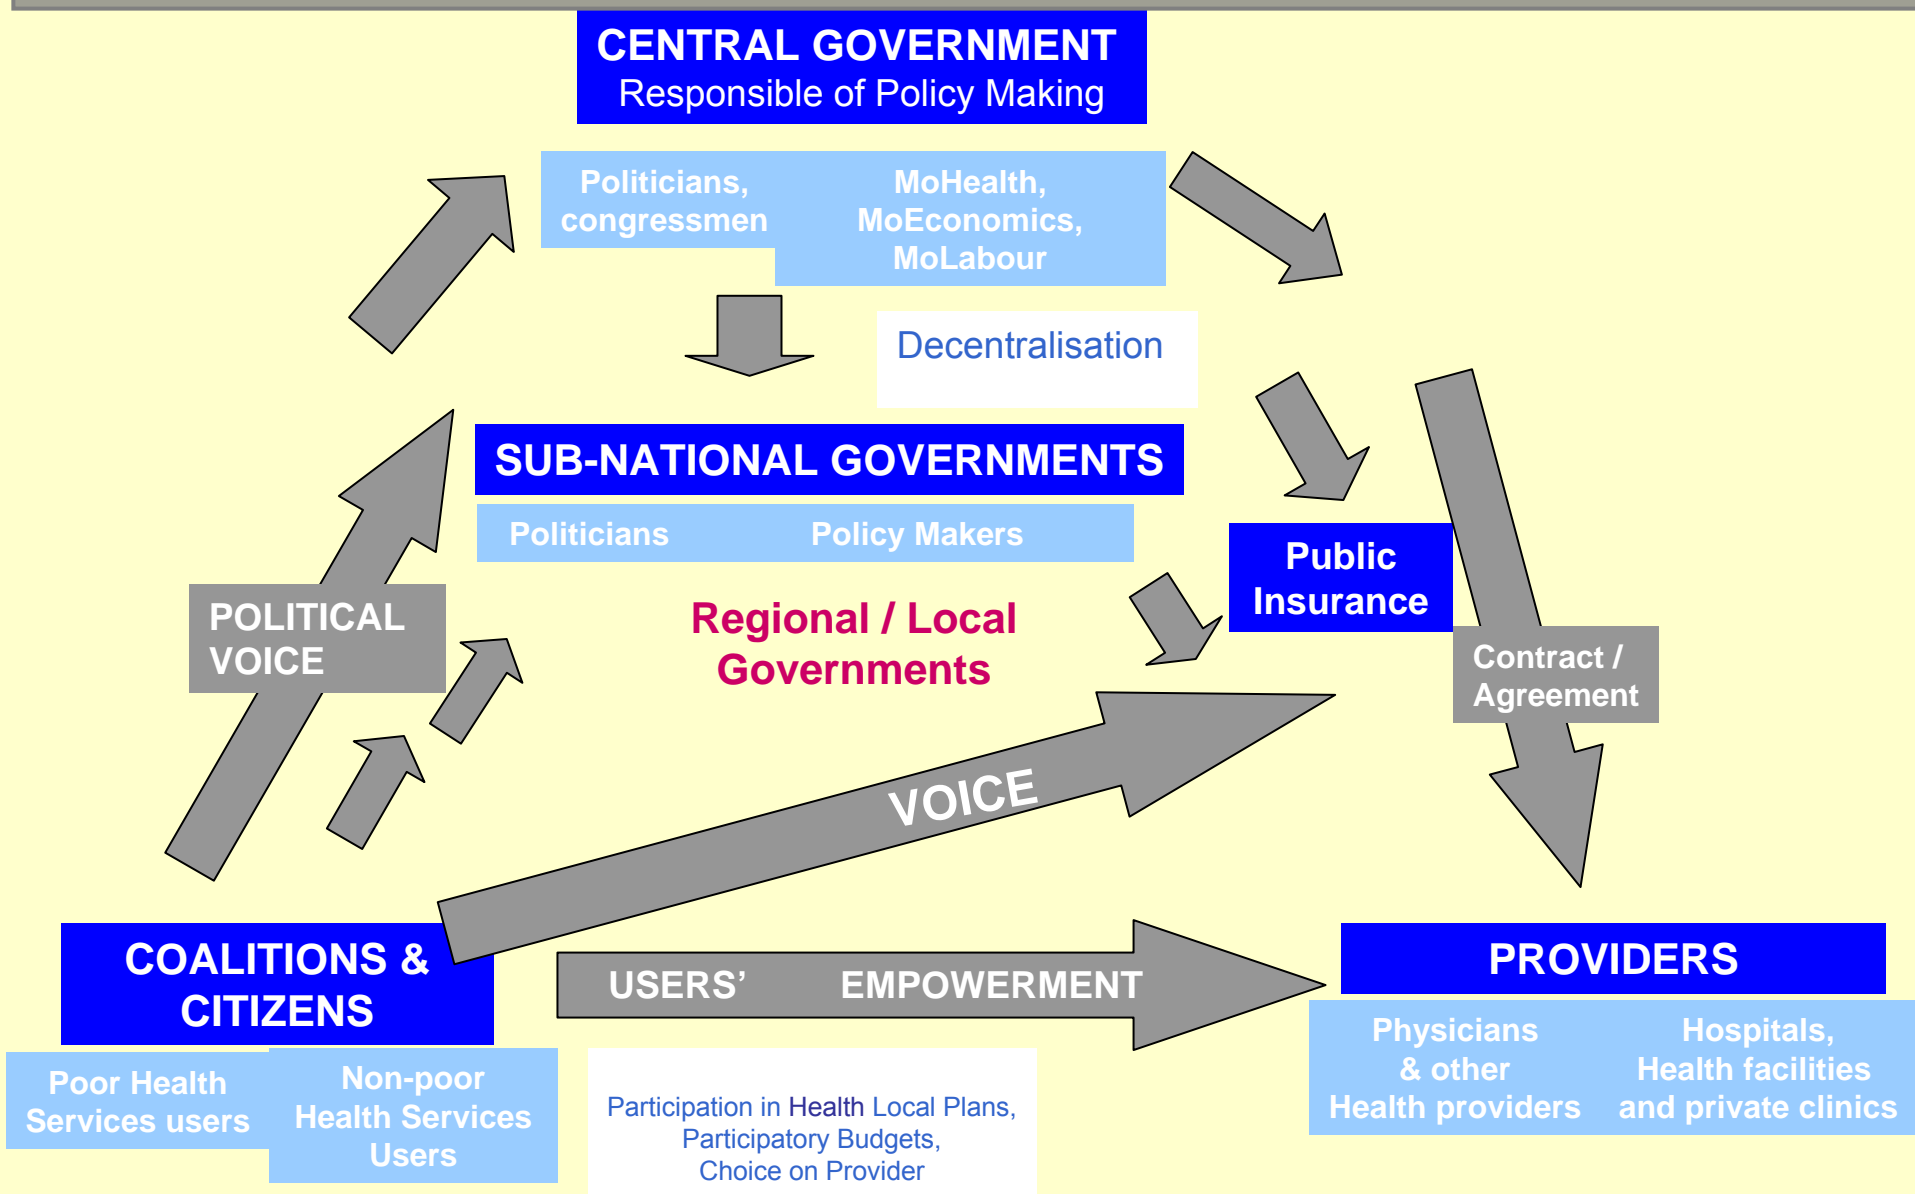 CENTRAL GOVERNMENT
Responsible of Policy Making
Politicians,
congressmen
MoHealth,
MoEconomics,
MoLabour
Decentralisation
SUB-NATIONAL GOVERNMENTS
Politicians
Policy Makers
Public
Insurance
Regional / Local
Governments
POLITICAL
VOICE
Contract /
Agreement
VOICE
COALITIONS &
CITIZENS
USERS’ EMPOWERMENT
PROVIDERS
Poor Health
Services users
Non-poor
Health Services
Users
Participation in Health Local Plans,
Participatory Budgets,
Choice on Provider
Physicians
& other
Health providers
Hospitals,
Health facilities
and private clinics